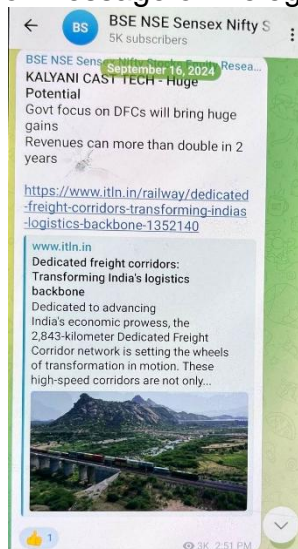 BSE NSE Sensex Nifty S
BS
5K subscribers
September 16, 2024
KALYANI CAST TECH - Huge
Potential
Govt focus on DFCs will bring huge
gains
Revenues can more than double in 2
years
https://www.itln.in/railway/dedicated
-freight-corridors-transforming-indias
-logistics-backbone-1352140
www.itln.in
Dedicated freight corridors:
Transforming India's logistics
backbone
Dedicated to advancing
India's economic prowess, the
2,843-kilometer Dedicated Freight
Corridor network is setting the wheels
of transformation in motion. These
high-speed corridors are not only...
1
3K 2:51 PM